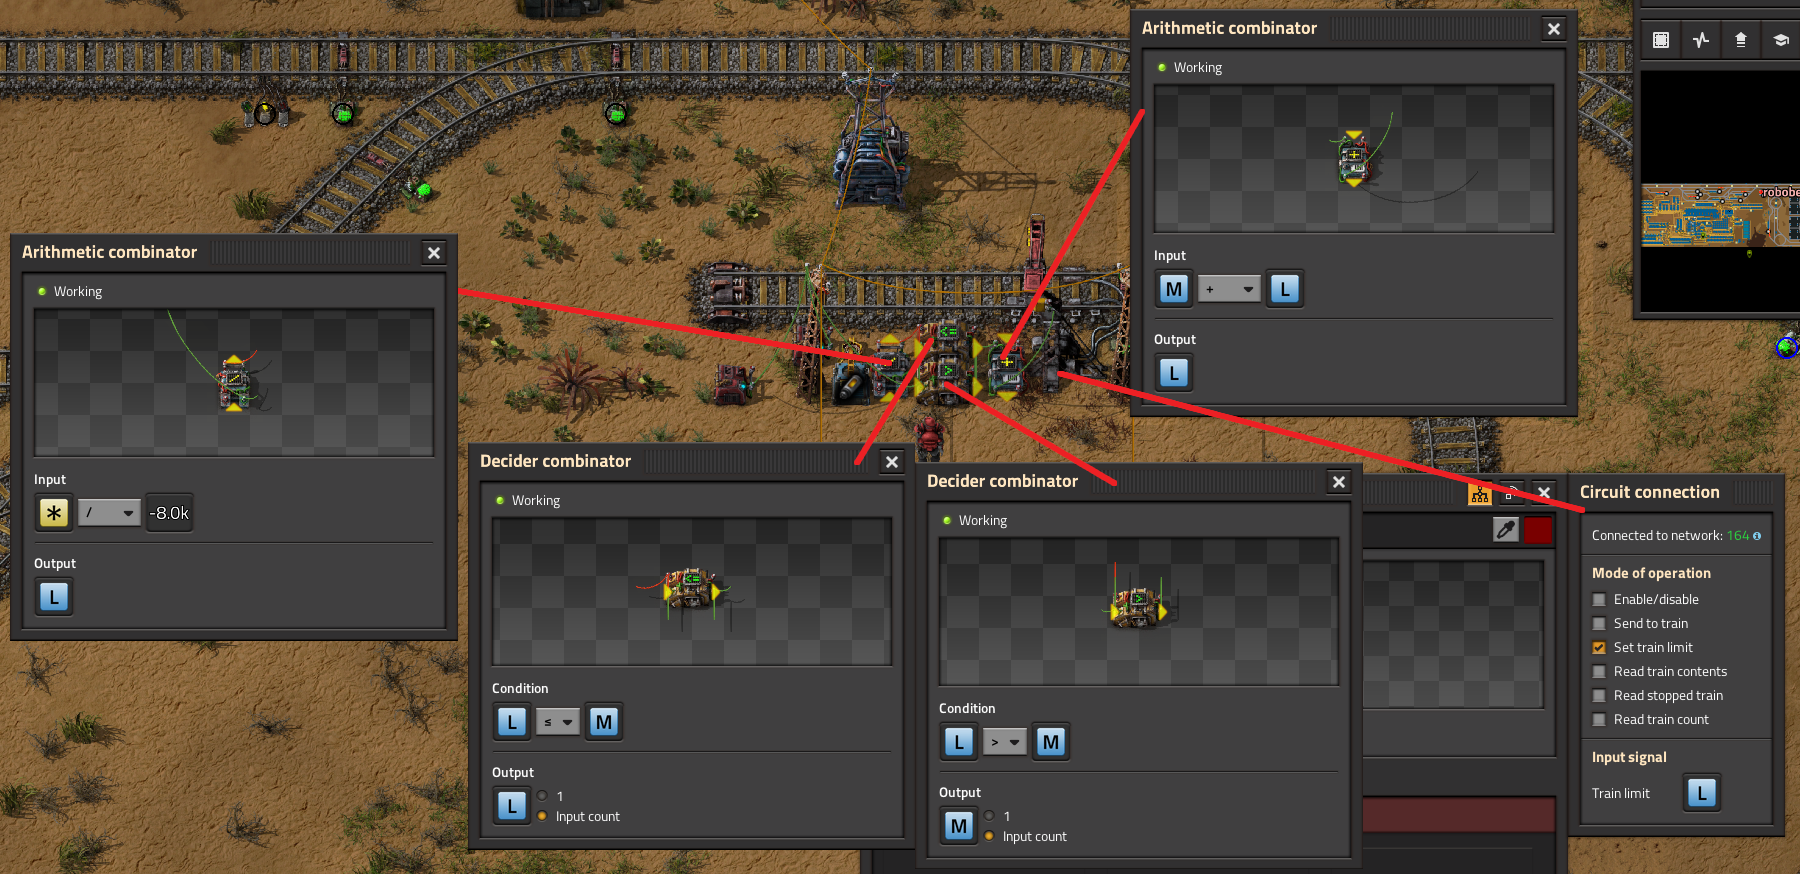 Arithmetic combinator
Working
Input
M + L
Output
L
robobe
Arithmetic combinator
Working
Input
* / -8.0k
Output
L
Decider combinator
Working
Condition
L ≤ M
Output
L
1
Input count
Decider combinator
Working
Condition
L > M
Output
M
1
Input count
Circuit connection
Connected to network: 164
Mode of operation
Enable/disable
Send to train
Set train limit
Read train contents
Read stopped train
Read train count
Input signal
Train limit L